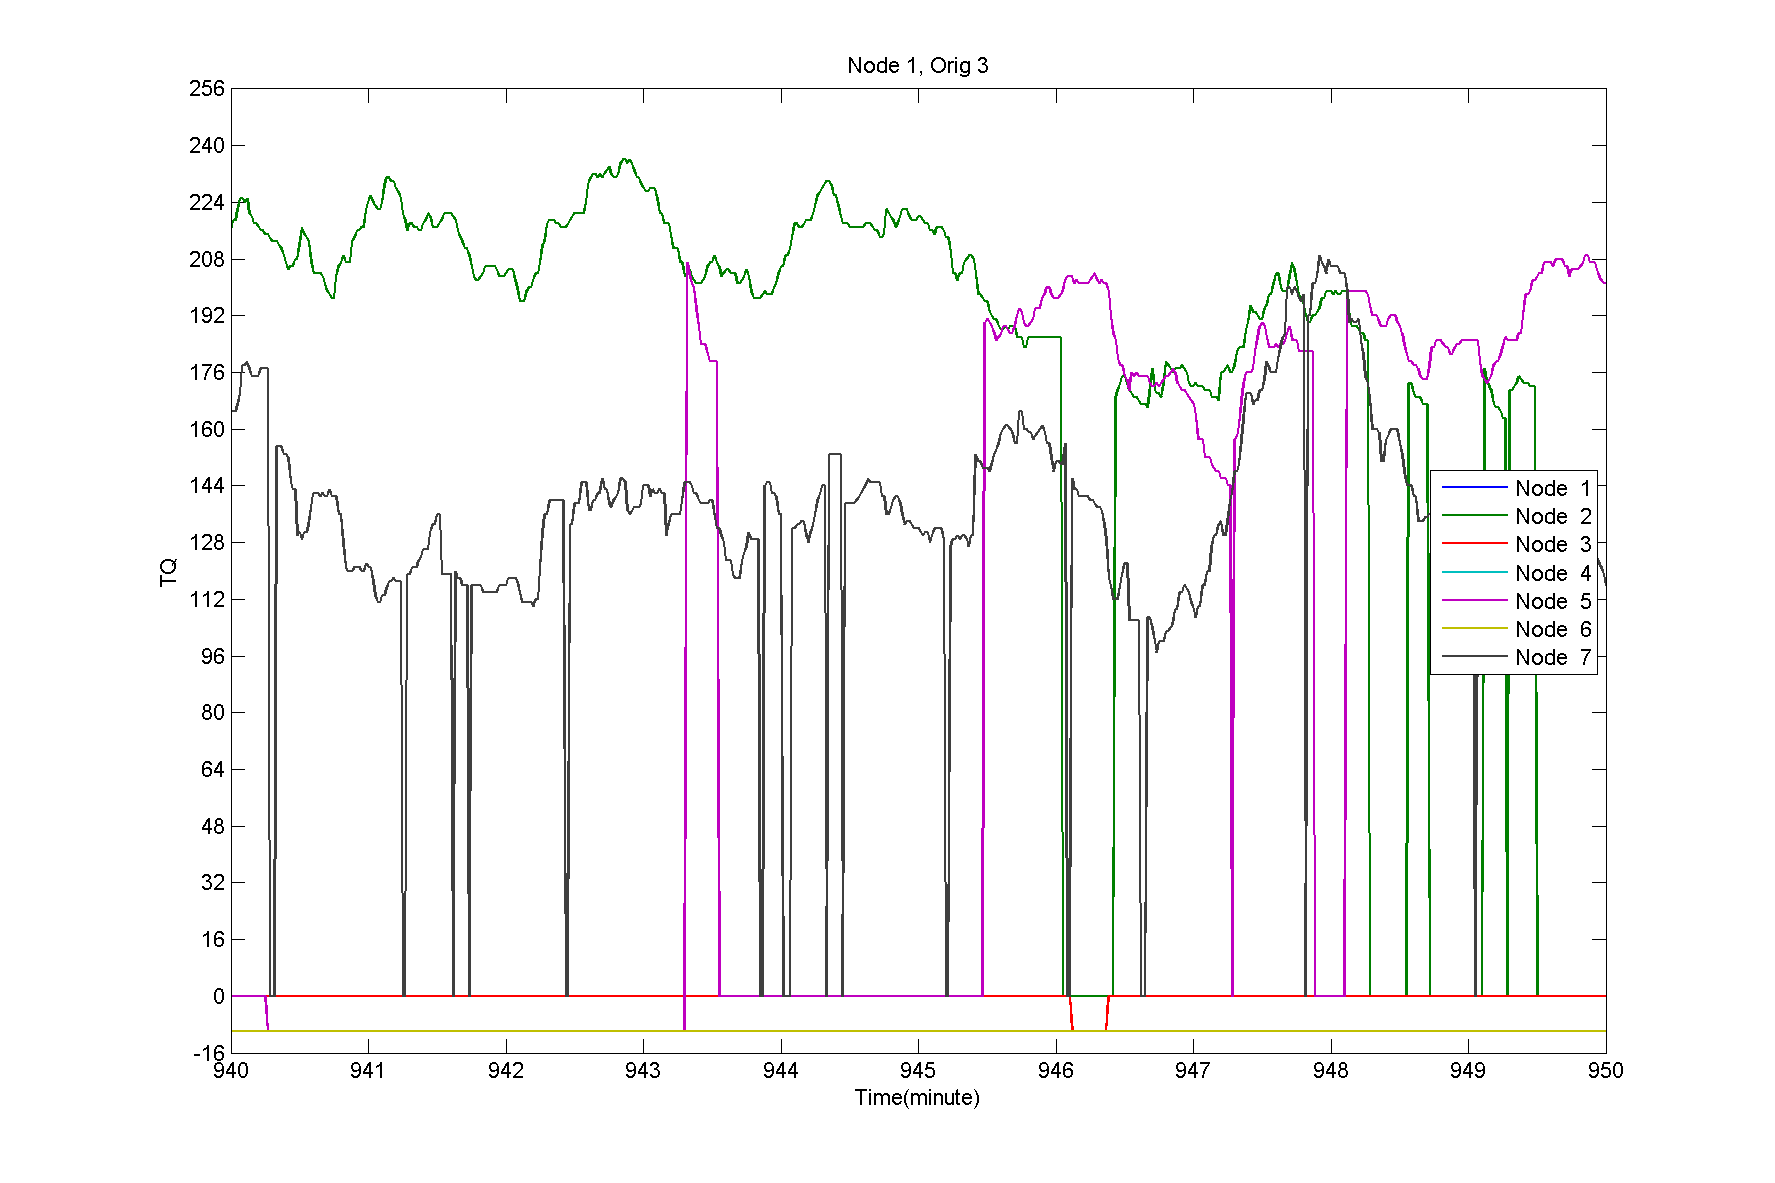 Node 1, Orig 3
256
240
224
208
192
176
160
144
128
112
96
80
64
48
32
16
0
-16
TQ
Node 1
Node 2
Node 3
Node 4
Node 5
Node 6
Node 7
940 941 942 943 944 945 946 947 948 949 950
Time(minute)